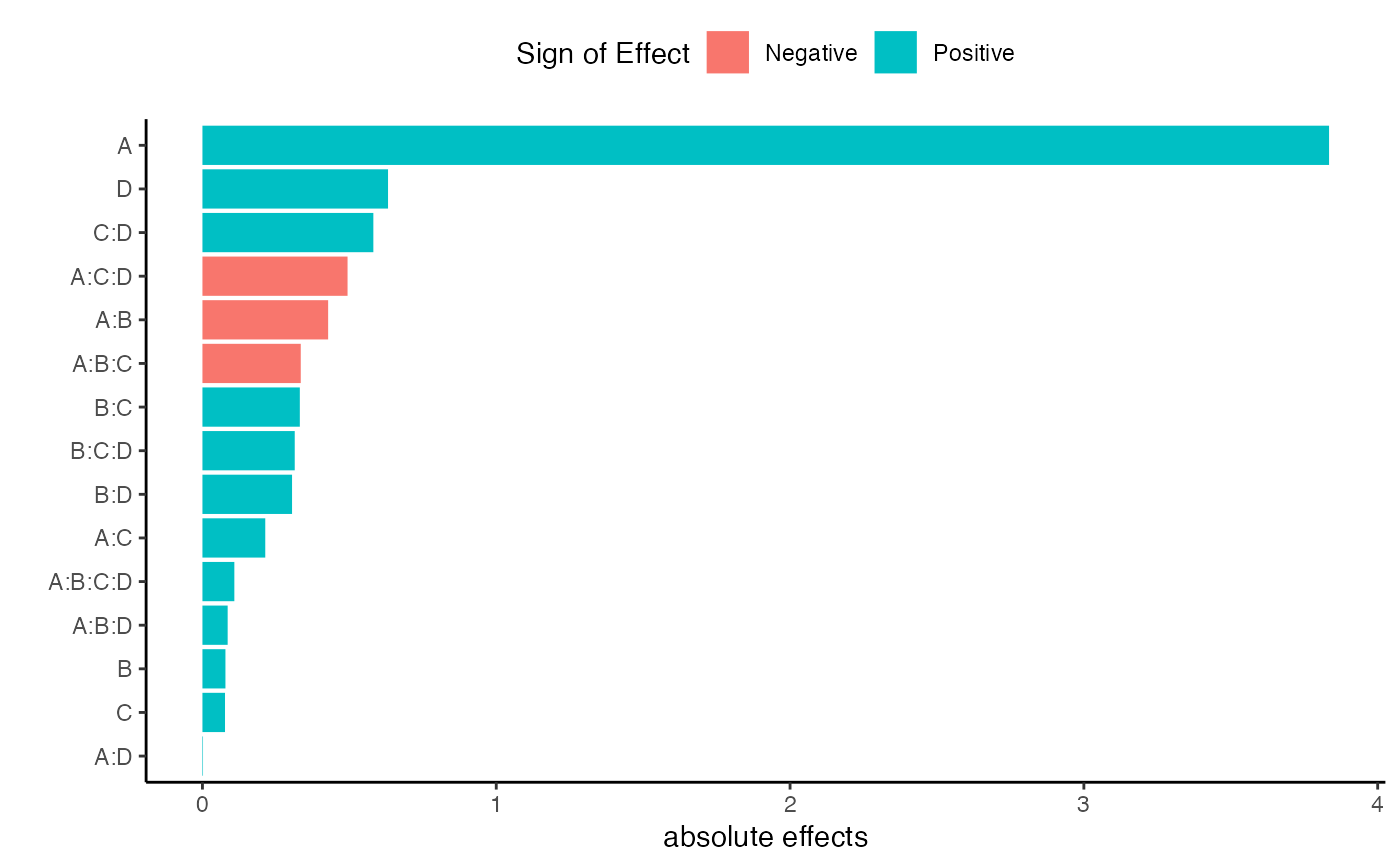 Sign of Effect Negative Positive
A
D
C:D
A:C:D
A:B
A:B:C
B:C
B:C:D
B:D
A:C
A:B:C:D
A:B:D
B
C
A:D
0 1 2 3 4
absolute effects